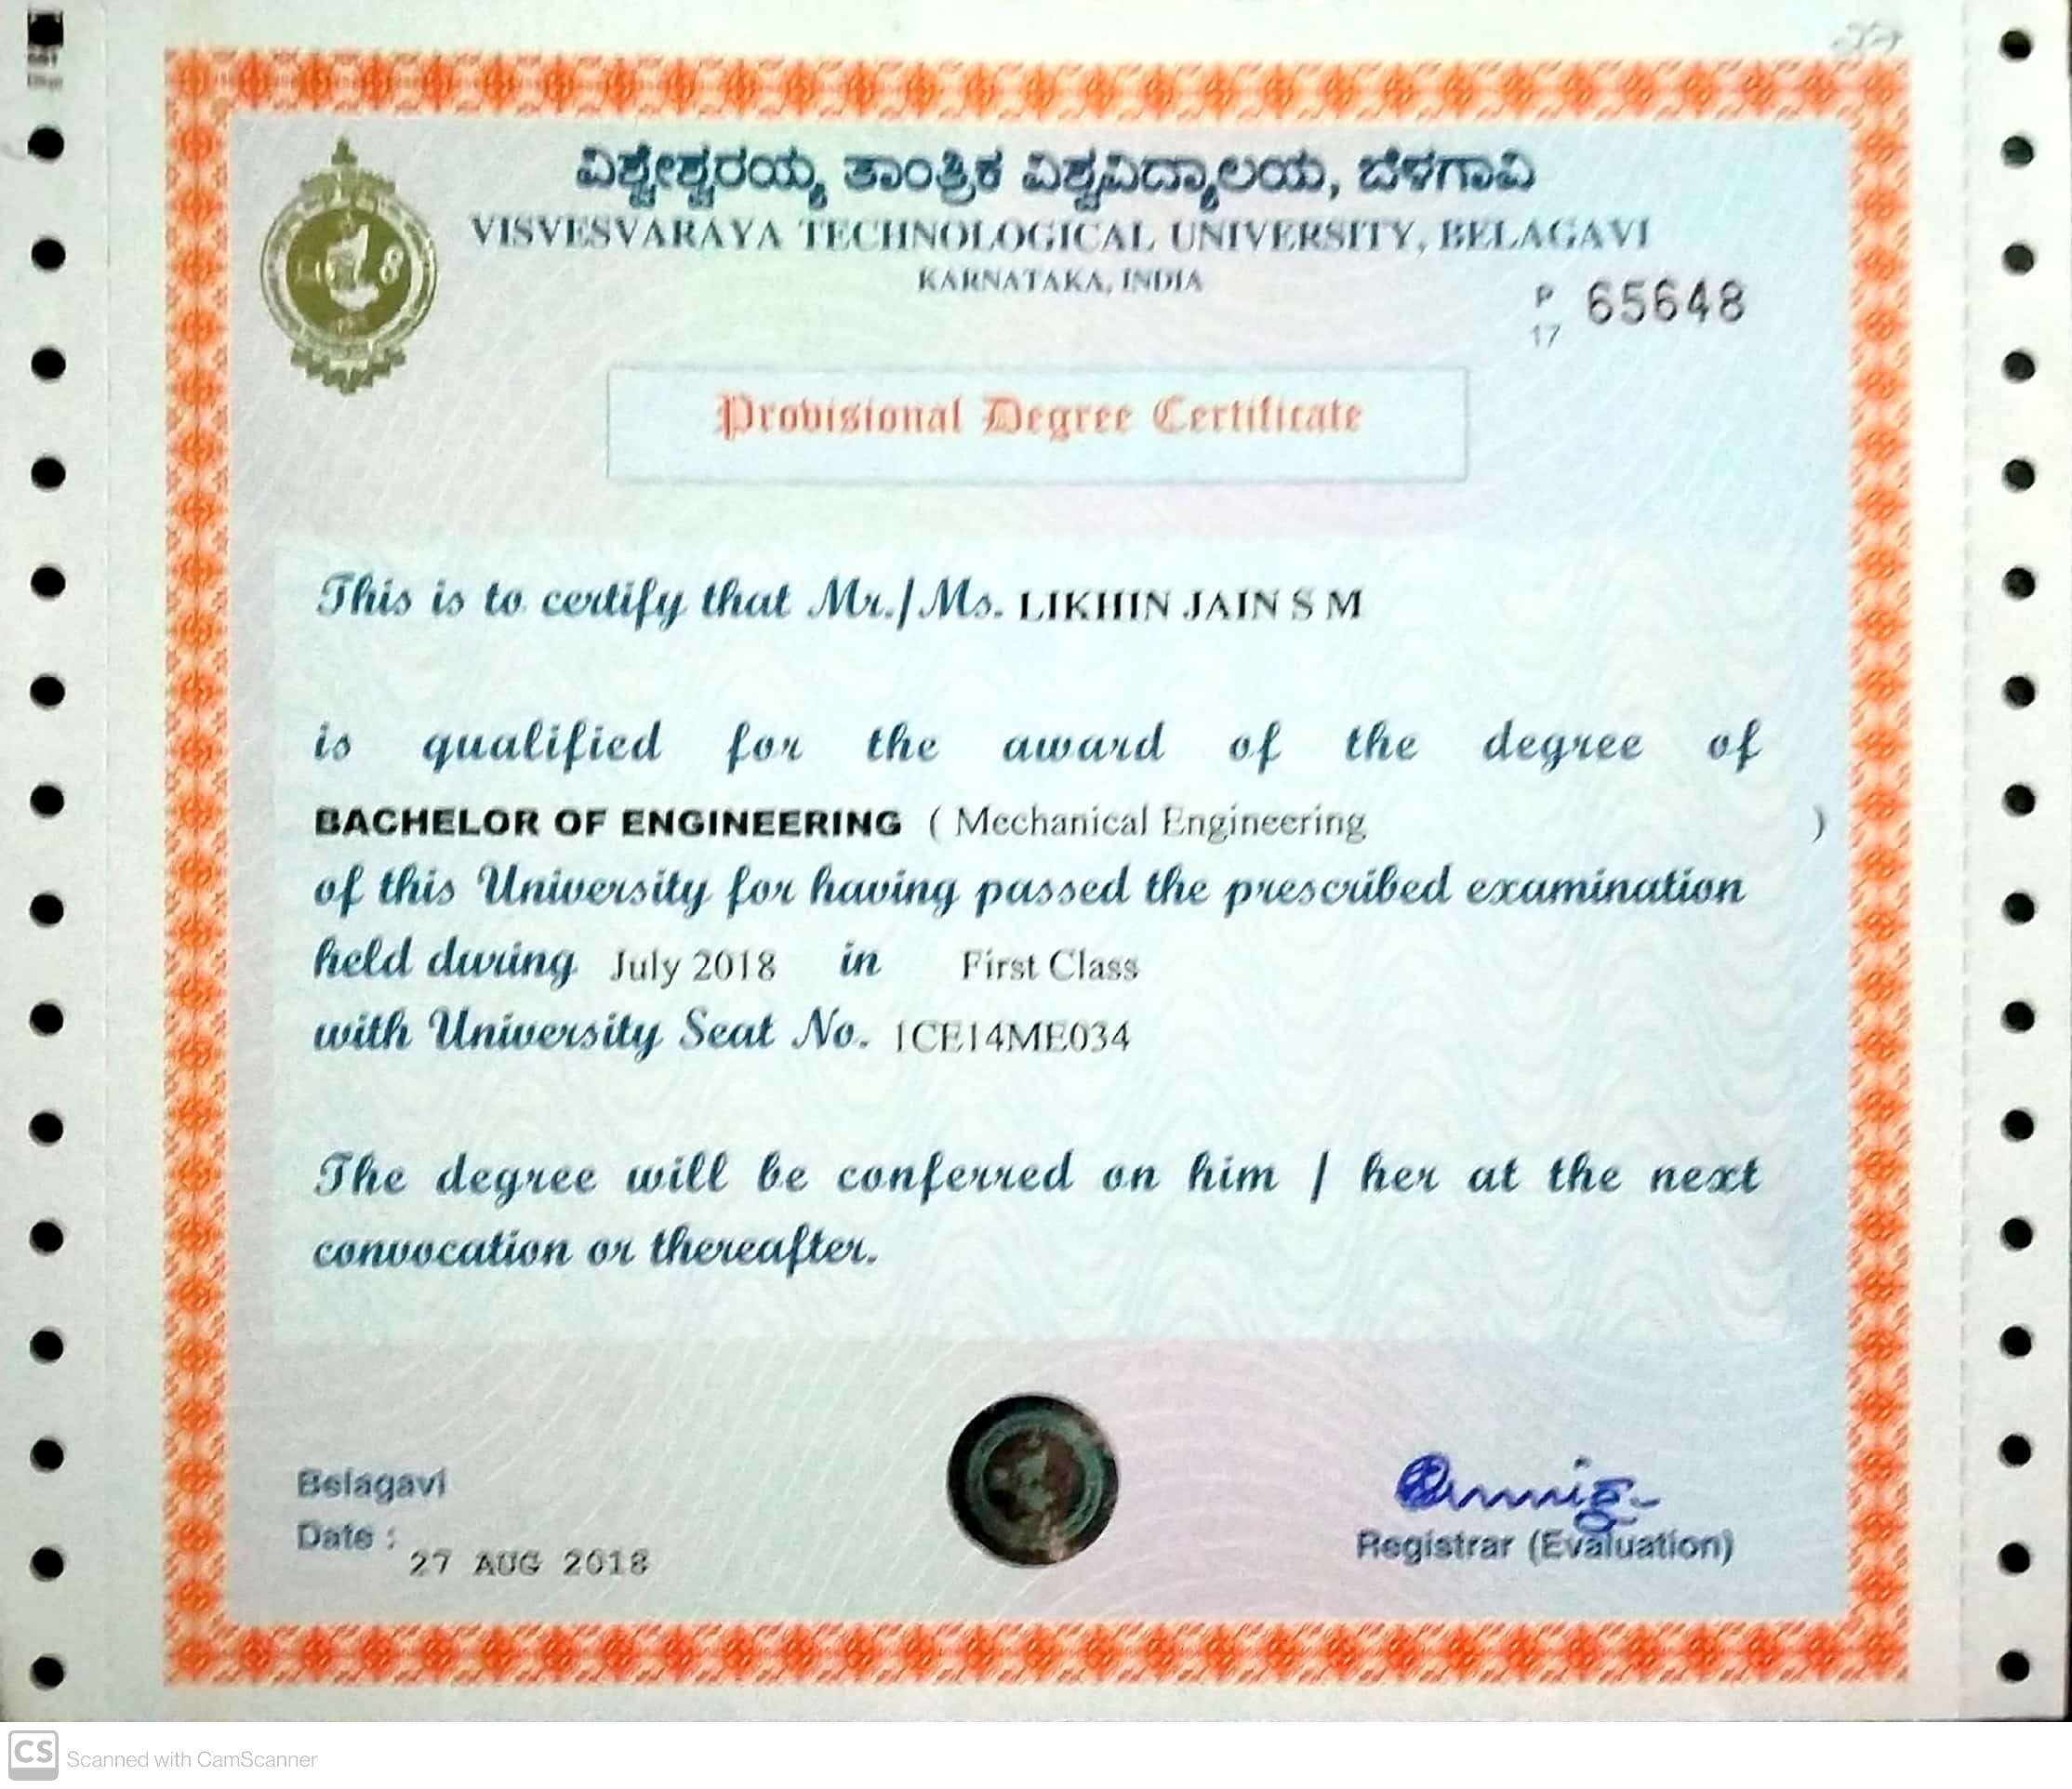 ವಿಶ್ವೇಶ್ವರಯ್ಯ ತಾಂತ್ರಿಕ ವಿಶ್ವವಿದ್ಯಾಲಯ, ಬೆಳಗಾವಿ
VISVESVARAYA TECHNOLOGICAL UNIVERSITY, BELAGAVI
KARNATAKA, INDIA
P 17 65648
Provisional Degree Certificate
This is to certify that Mr./Ms. LIKHIN JAIN S M
is qualified for the award of the degree of
BACHELOR OF ENGINEERING ( Mechanical Engineering )
of this University for having passed the prescribed examination
held during July 2018 in First Class
with University Seat No. 1CE14ME034
The degree will be conferred on him / her at the next
convocation or thereafter.
Belagavi
Date :
27 AUG 2018
Registrar (Evaluation)
CS Scanned with CamScanner